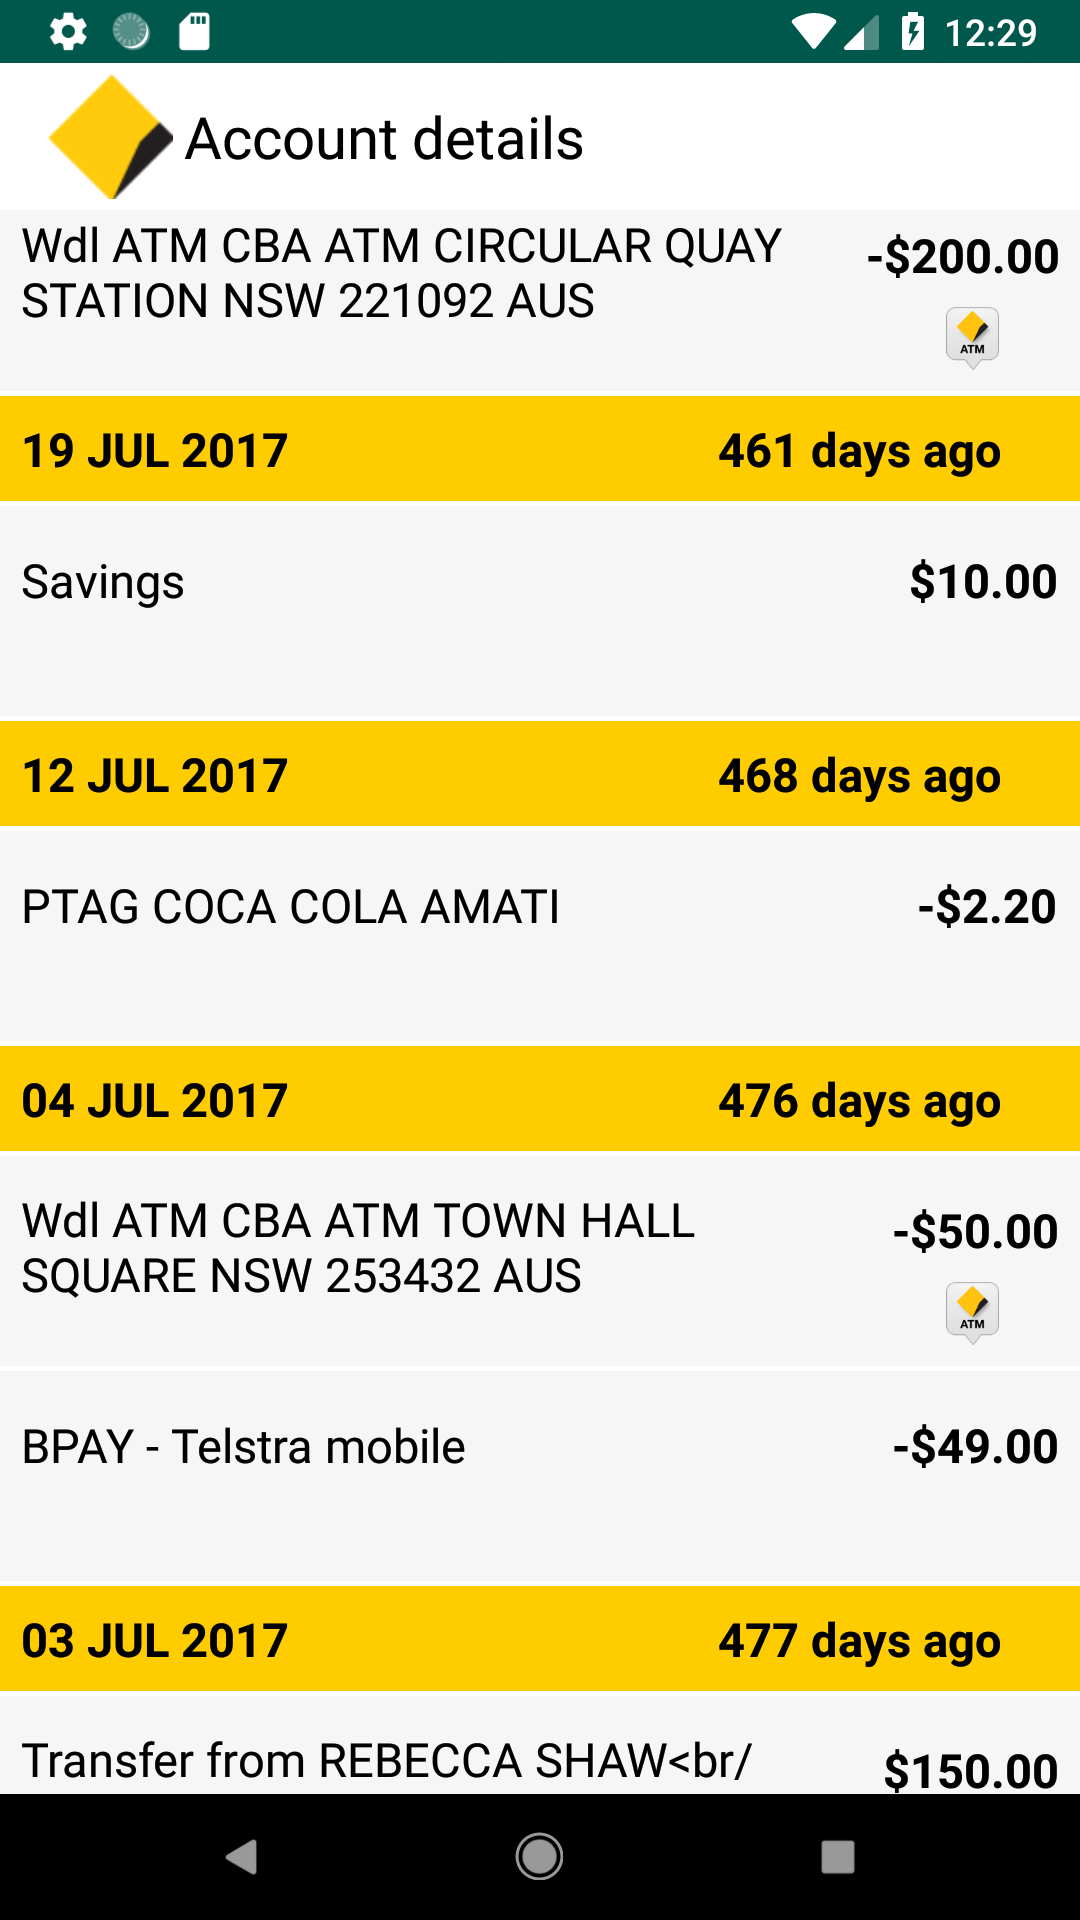 12:29
Account details
Wdl ATM CBA ATM CIRCULAR QUAY
STATION NSW 221092 AUS
-$200.00
ATM
19 JUL 2017
461 days ago
Savings
$10.00
12 JUL 2017
468 days ago
PTAG COCA COLA AMATI
-$2.20
04 JUL 2017
476 days ago
Wdl ATM CBA ATM TOWN HALL
SQUARE NSW 253432 AUS
-$50.00
ATM
BPAY - Telstra mobile
-$49.00
03 JUL 2017
477 days ago
Transfer from REBECCA SHAW<br/
$150.00